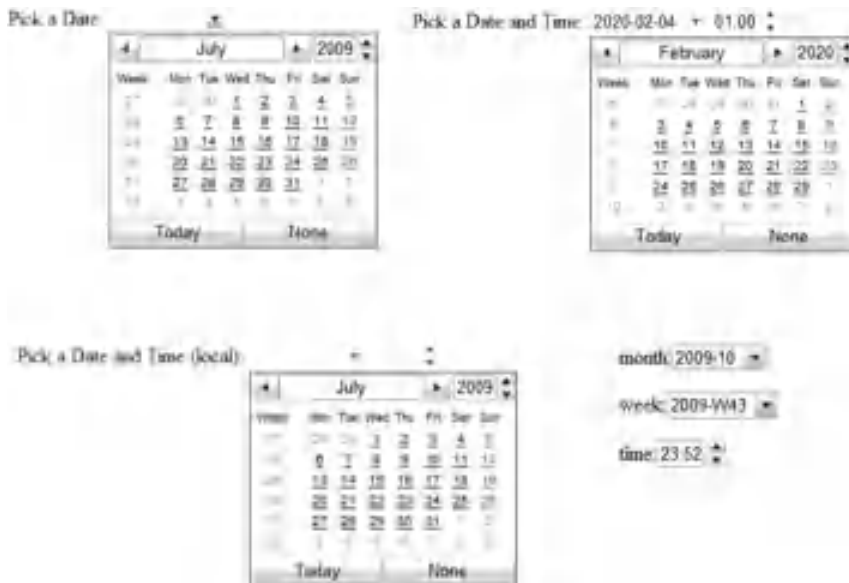 Pick a Date
July 2009
Week Mon Tue Wed Thu Fri Sat Sun
1 2 3 4 5
6 7 8 9 10 11 12
13 14 15 16 17 18 19
20 21 22 23 24 25 26
27 28 29 30 31
Today None
Pick a Date and Time 2020-02-04 01:00
February 2020
Week Mon Tue Wed Thu Fri Sat Sun
1 2
3 4 5 6 7 8 9
10 11 12 13 14 15 16
17 18 19 20 21 22 23
24 25 26 27 28 29
Today None
Pick a Date and Time (local)
July 2009
Week Mon Tue Wed Thu Fri Sat Sun
1 2 3 4 5
6 7 8 9 10 11 12
13 14 15 16 17 18 19
20 21 22 23 24 25 26
27 28 29 30 31
Today None
month: 2009-10
week: 2009-W43
time: 23:52